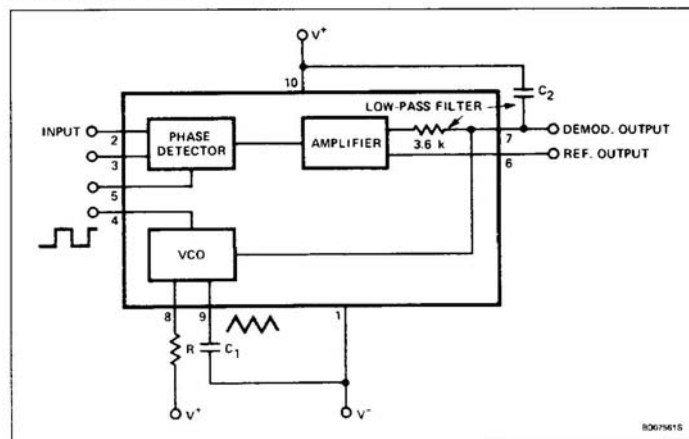 V+
10
C2
LOW-PASS FILTER
INPUT
2
PHASE DETECTOR
AMPLIFIER
3.6 k
7
DEMOD. OUTPUT
3
6
REF. OUTPUT
5
4
VCO
8
9
1
R
C1
V+
V-
BD07561S